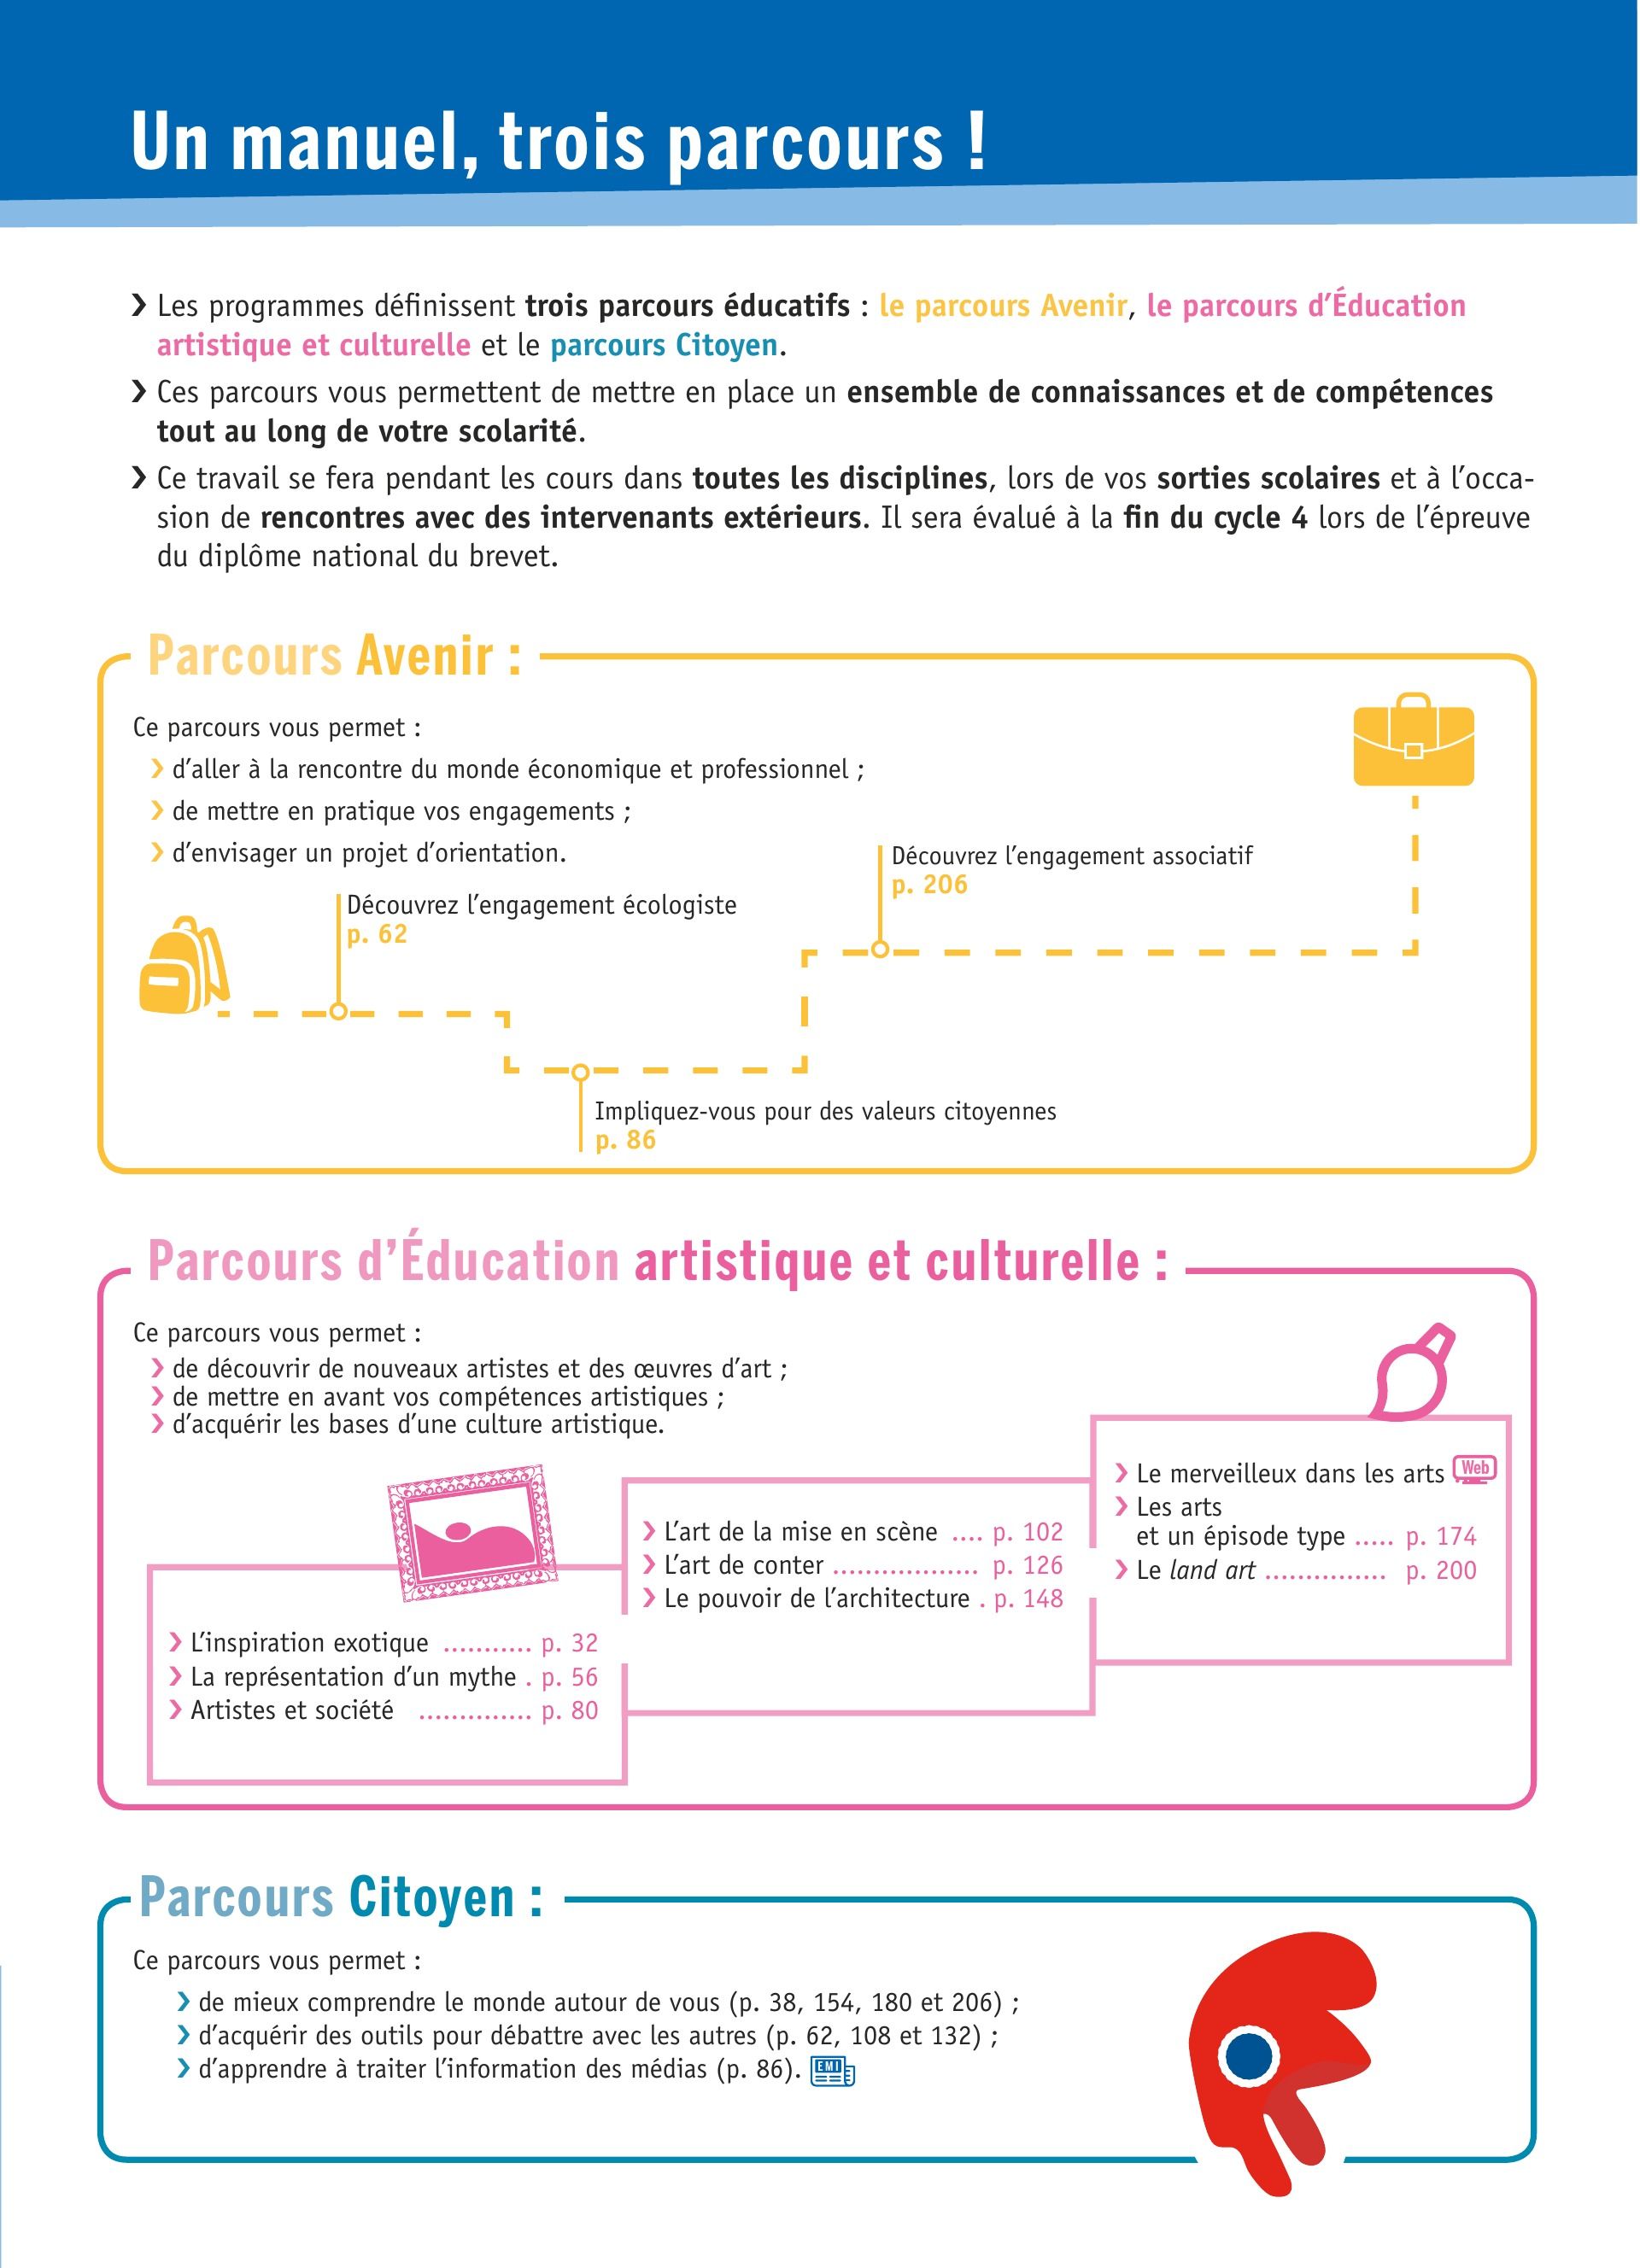 Un manuel, trois parcours !
❯ Les programmes définissent trois parcours éducatifs : le parcours Avenir, le parcours d’Éducation
artistique et culturelle et le parcours Citoyen.
❯ Ces parcours vous permettent de mettre en place un ensemble de connaissances et de compétences
tout au long de votre scolarité.
❯ Ce travail se fera pendant les cours dans toutes les disciplines, lors de vos sorties scolaires et à l’occa-
sion de rencontres avec des intervenants extérieurs. Il sera évalué à la fin du cycle 4 lors de l’épreuve
du diplôme national du brevet.
Parcours Avenir :
Ce parcours vous permet :
❯ d’aller à la rencontre du monde économique et professionnel ;
❯ de mettre en pratique vos engagements ;
❯ d’envisager un projet d’orientation.
Découvrez l’engagement écologiste
p. 62
Impliquez-vous pour des valeurs citoyennes
p. 86
Découvrez l’engagement associatif
p. 206
Parcours d’Éducation artistique et culturelle :
Ce parcours vous permet :
❯ de découvrir de nouveaux artistes et des œuvres d’art ;
❯ de mettre en avant vos compétences artistiques ;
❯ d’acquérir les bases d’une culture artistique.
❯ L’inspiration exotique ........... p. 32
❯ La représentation d’un mythe . p. 56
❯ Artistes et société .............. p. 80
❯ L’art de la mise en scène .... p. 102
❯ L’art de conter .................. p. 126
❯ Le pouvoir de l’architecture . p. 148
❯ Le merveilleux dans les arts Web
❯ Les arts
et un épisode type ..... p. 174
❯ Le land art ............... p. 200
Parcours Citoyen :
Ce parcours vous permet :
❯ de mieux comprendre le monde autour de vous (p. 38, 154, 180 et 206) ;
❯ d’acquérir des outils pour débattre avec les autres (p. 62, 108 et 132) ;
❯ d’apprendre à traiter l’information des médias (p. 86). EMI